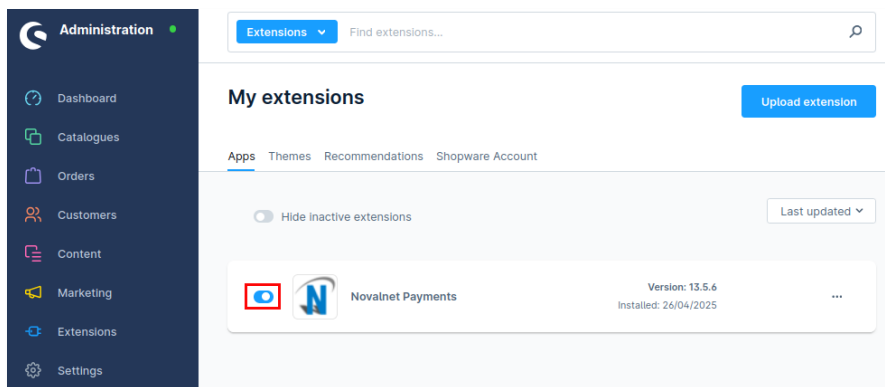 Administration
Extensions
Find extensions...
Dashboard
Catalogues
Orders
Customers
Content
Marketing
Extensions
Settings
My extensions
Upload extension
Apps Themes Recommendations Shopware Account
Hide inactive extensions
Last updated
N
Novalnet Payments
Version: 13.5.6
Installed: 26/04/2025